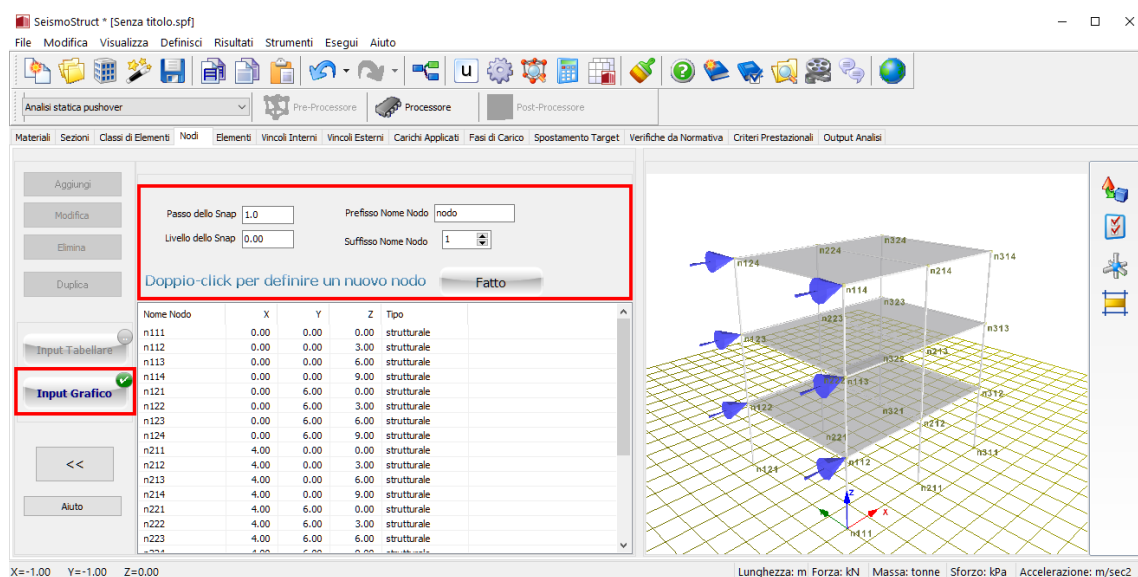 SeismoStruct * [Senza titolo.spf]
File Modifica Visualizza Definisci Risultati Strumenti Esegui Aiuto
u
Analisi statica pushover
Pre-Processore
Processore
Post-Processore
Materiali Sezioni Classi di Elementi Nodi Elementi Vincoli Interni Vincoli Esterni Carichi Applicati Fasi di Carico Spostamento Target Verifiche da Normativa Criteri Prestazionali Output Analisi
Aggiungi
Modifica
Elimina
Duplica
Input Tabellare
Input Grafico
<<
Aiuto
Passo dello Snap 1.0 Prefisso Nome Nodo nodo
Livello dello Snap 0.00 Suffisso Nome Nodo 1
Doppio-click per definire un nuovo nodo Fatto
Nome Nodo X Y Z Tipo
n111 0.00 0.00 0.00 strutturale
n112 0.00 0.00 3.00 strutturale
n113 0.00 0.00 6.00 strutturale
n114 0.00 0.00 9.00 strutturale
n121 0.00 6.00 0.00 strutturale
n122 0.00 6.00 3.00 strutturale
n123 0.00 6.00 6.00 strutturale
n124 0.00 6.00 9.00 strutturale
n211 4.00 0.00 0.00 strutturale
n212 4.00 0.00 3.00 strutturale
n213 4.00 0.00 6.00 strutturale
n214 4.00 0.00 9.00 strutturale
n221 4.00 6.00 0.00 strutturale
n222 4.00 6.00 3.00 strutturale
n223 4.00 6.00 6.00 strutturale
n324
n224
n314
n124
n214
n114
n323
n223
n313
n123
n213
n322
n113
n312
n122
n321
n212
n221
n311
n112
n121
n211
z
x
n111
X=-1.00 Y=-1.00 Z=0.00
Lunghezza: m Forza: kN Massa: tonne Sforzo: kPa Accelerazione: m/sec2